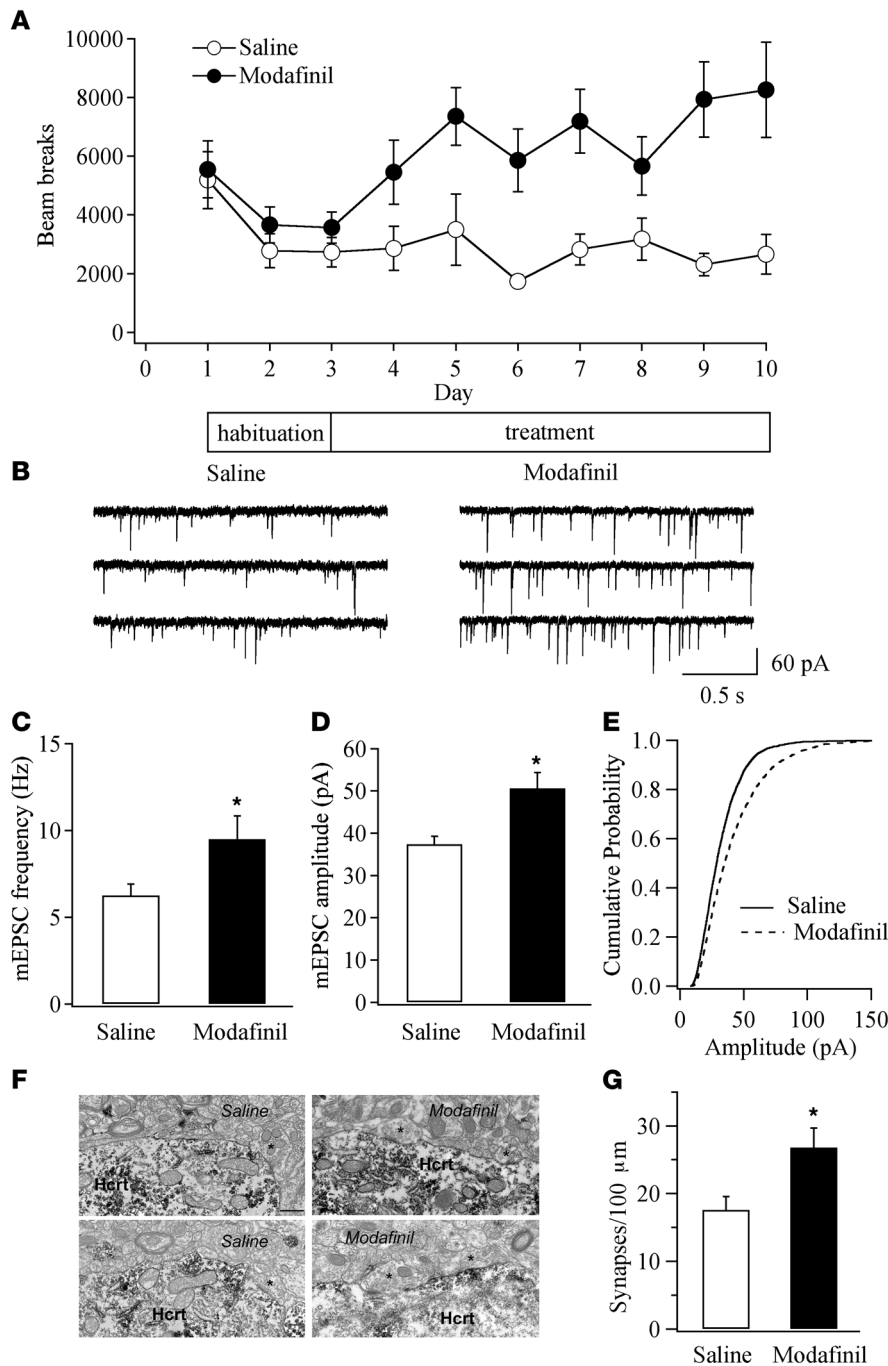 A
10000
8000
6000
4000
2000
0
Beam breaks
Saline
Modafinil
0 1 2 3 4 5 6 7 8 9 10
Day
habituation treatment
B
Saline Modafinil
60 pA
0.5 s
C
mEPSC frequency (Hz)
15
10
5
0
*
Saline Modafinil
D
mEPSC amplitude (pA)
60
50
40
30
20
10
0
*
Saline Modafinil
E
Cumulative Probability
1.0
0.8
0.6
0.4
0.2
0.0
Saline
Modafinil
0 50 100 150
Amplitude (pA)
F
Saline
*
Hcrt
Modafinil
* *
Hcrt
Saline
*
Hcrt
Modafinil
* *
Hcrt
G
Synapses/100 μm
30
20
10
0
*
Saline Modafinil